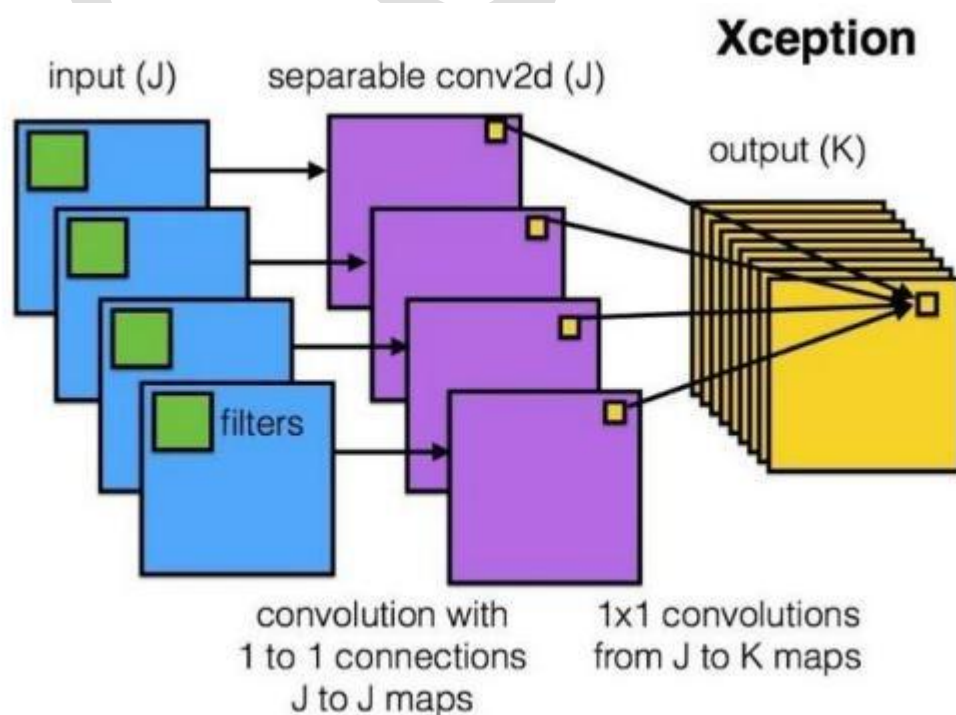 Xception
input (J)
separable conv2d (J)
output (K)
filters
convolution with
1 to 1 connections
J to J maps
1x1 convolutions
from J to K maps